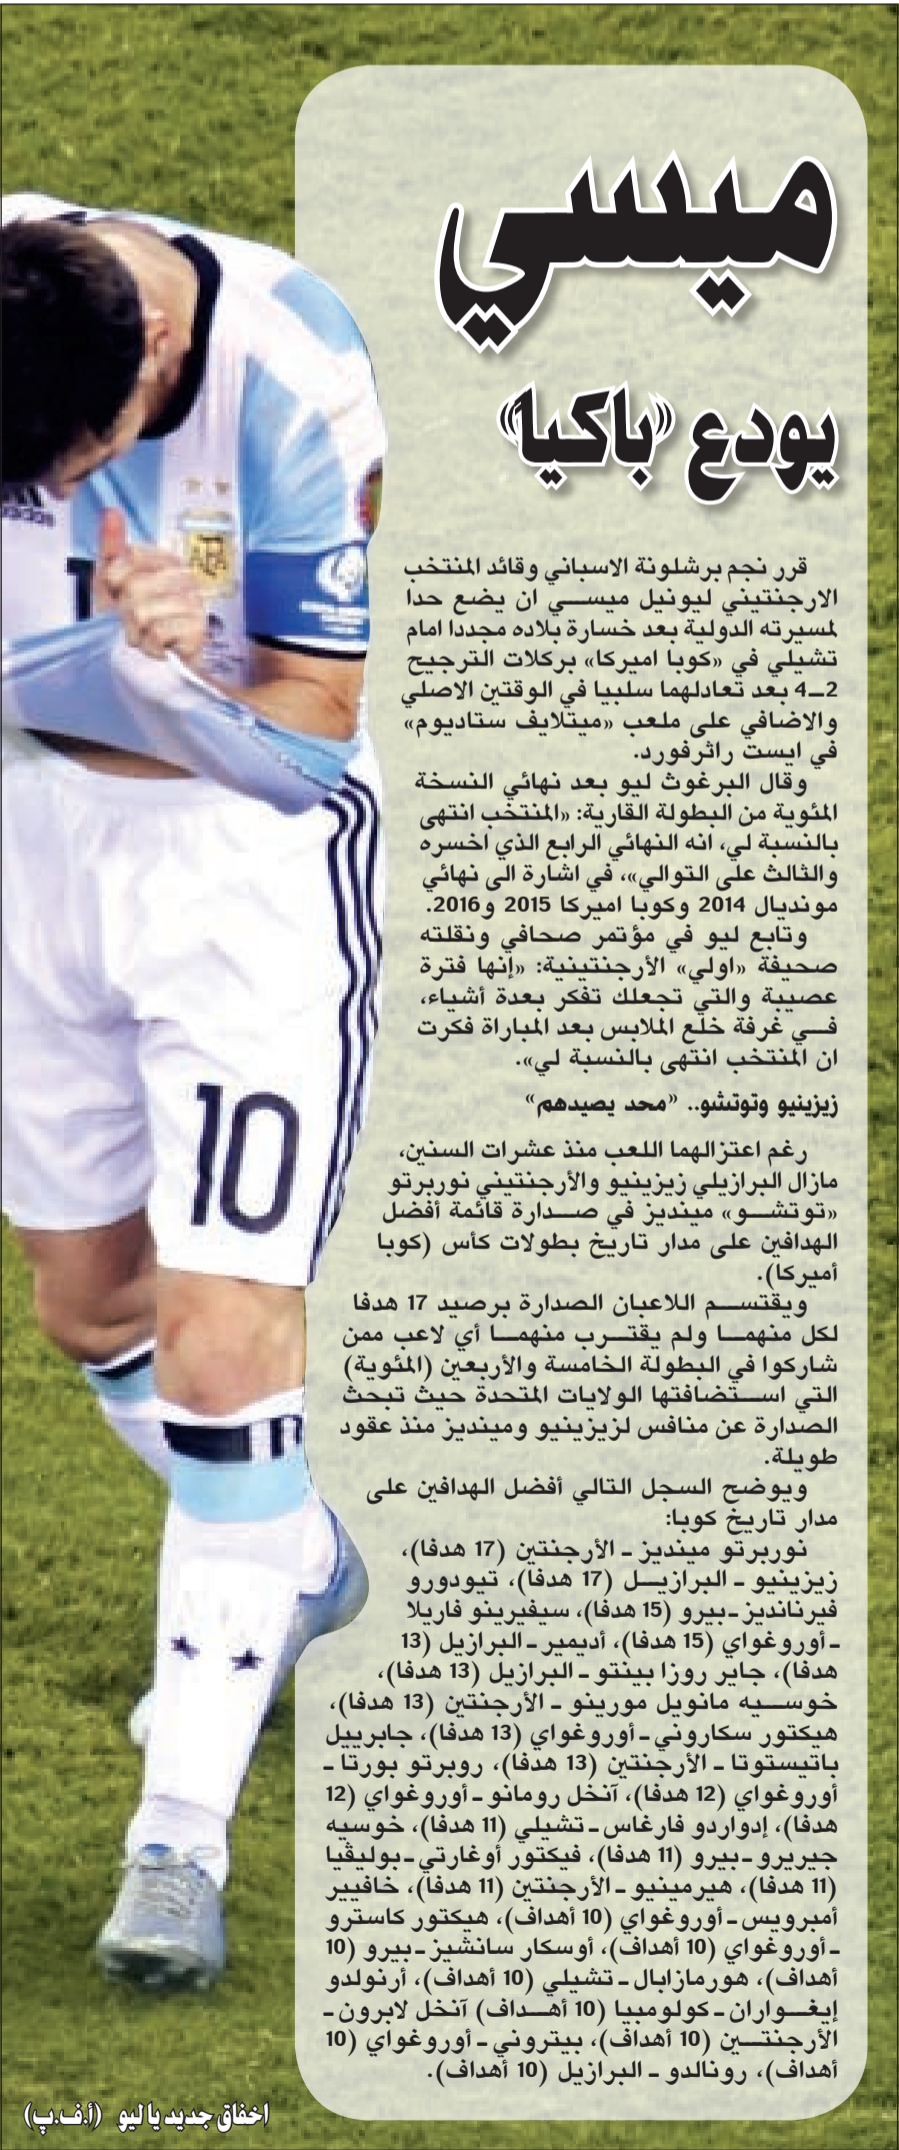 ميسي
يودع «باكيا»
قرر نجم برشلونة الاسباني وقائد المنتخب
الارجنتيني ليونيل ميسي ان يضع حدا
لمسيرته الدولية بعد خسارة بلاده مجددا امام
تشيلي في «كوبا اميركا» بركلات الترجيح
2ــ4 بعد تعادلهما سلبيا في الوقتين الاصلي
والاضافي على ملعب «ميتلايف ستاديوم»
في ايست راثرفورد.
وقال البرغوث ليو بعد نهائي النسخة
المئوية من البطولة القارية: «المنتخب انتهى
بالنسبة لي، انه النهائي الرابع الذي اخسره
والثالث على التوالي»، في اشارة الى نهائي
مونديال 2014 وكوبا اميركا 2015 و2016.
وتابع ليو في مؤتمر صحافي ونقلته
صحيفة «اولي» الأرجنتينية: «إنها فترة
عصيبة والتي تجعلك تفكر بعدة أشياء،
في غرفة خلع الملابس بعد المباراة فكرت
ان المنتخب انتهى بالنسبة لي».
زيزينيو وتوتشو.. «محد يصيدهم»
رغم اعتزالهما اللعب منذ عشرات السنين،
مازال البرازيلي زيزينيو والأرجنتيني نوربرتو
«توتشو» مينديز في صدارة قائمة أفضل
الهدافين على مدار تاريخ بطولات كأس (كوبا
أميركا).
ويقتسم اللاعبان الصدارة برصيد 17 هدفا
لكل منهما ولم يقترب منهما أي لاعب ممن
شاركوا في البطولة الخامسة والأربعين (المئوية)
التي استضافتها الولايات المتحدة حيث تبحث
الصدارة عن منافس لزيزينيو ومينديز منذ عقود
طويلة.
ويوضح السجل التالي أفضل الهدافين على
مدار تاريخ كوبا:
نوربرتو مينديز ـ الأرجنتين (17 هدفا)،
زيزينيو ـ البرازيل (17 هدفا)، تيودورو
فيرنانديز ـ بيرو (15 هدفا)، سيفيرينو فاريلا
ـ أوروغواي (15 هدفا)، أديمير ـ البرازيل (13
هدفا)، جاير روزا بينتو ـ البرازيل (13 هدفا)،
خوسيه مانويل مورينو ـ الأرجنتين (13 هدفا)،
هيكتور سكاروني ـ أوروغواي (13 هدفا)، جابرييل
باتيستوتا ـ الأرجنتين (13 هدفا)، روبرتو بورتا ـ
أوروغواي (12 هدفا)، آنخل رومانو ـ أوروغواي (12
هدفا)، إدواردو فارغاس ـ تشيلي (11 هدفا)، خوسيه
جيريرو ـ بيرو (11 هدفا)، فيكتور أوغارتي ـ بوليڤيا
(11 هدفا)، هيرمينيو ـ الأرجنتين (11 هدفا)، خافيير
أمبرويس ـ أوروغواي (10 أهداف)، هيكتور كاسترو
ـ أوروغواي (10 أهداف)، أوسكار سانشيز ـ بيرو (10
أهداف)، هورمازابال ـ تشيلي (10 أهداف)، أرنولدو
إيغواران ـ كولومبيا (10 أهداف) آنخل لابرون ـ
الأرجنتين (10 أهداف)، بيتروني ـ أوروغواي (10
أهداف)، رونالدو ـ البرازيل (10 أهداف).
اخفاق جديد يا ليو (أ.ف.پ)
adidas
10